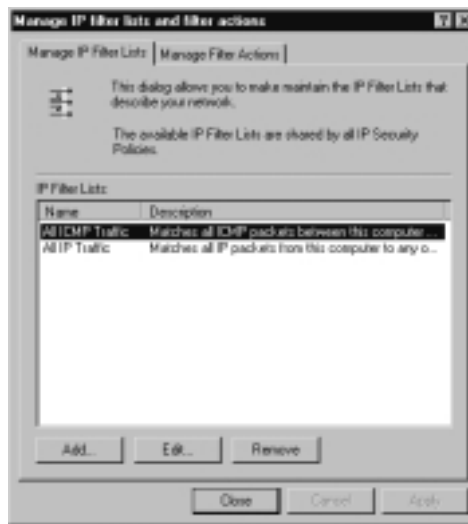 Manage IP filter lists and filter actions
Manage IP Filter Lists
Manage Filter Actions
This dialog allows you to make maintain the IP Filter Lists that
describe your network.
The available IP Filter Lists are shared by all IP Security
Policies.
IP Filter Lists:
Name Description
All ICMP Traffic Matches all ICMP packets between this computer ...
All IP Traffic Matches all IP packets from this computer to any o...
Add... Edit... Remove
Close Cancel Apply